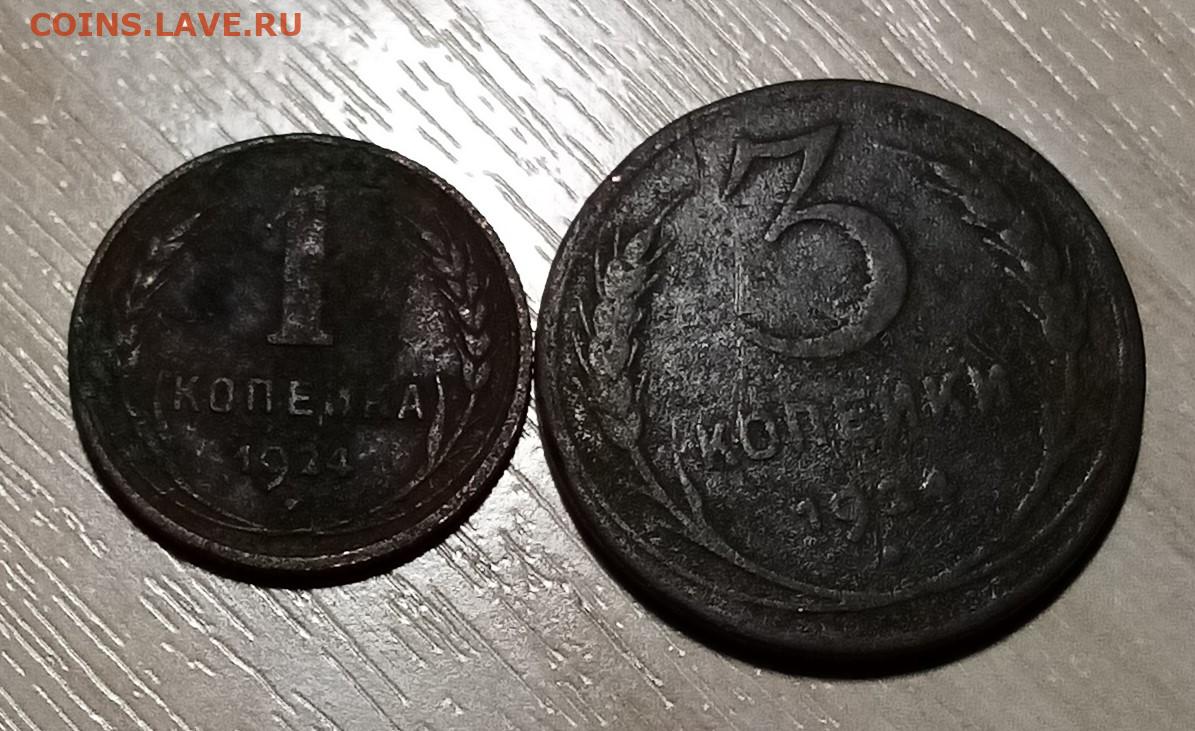 COINS.LAVE.RU
1
КОПЕЙКА
1924
3
КОПЕЙКИ